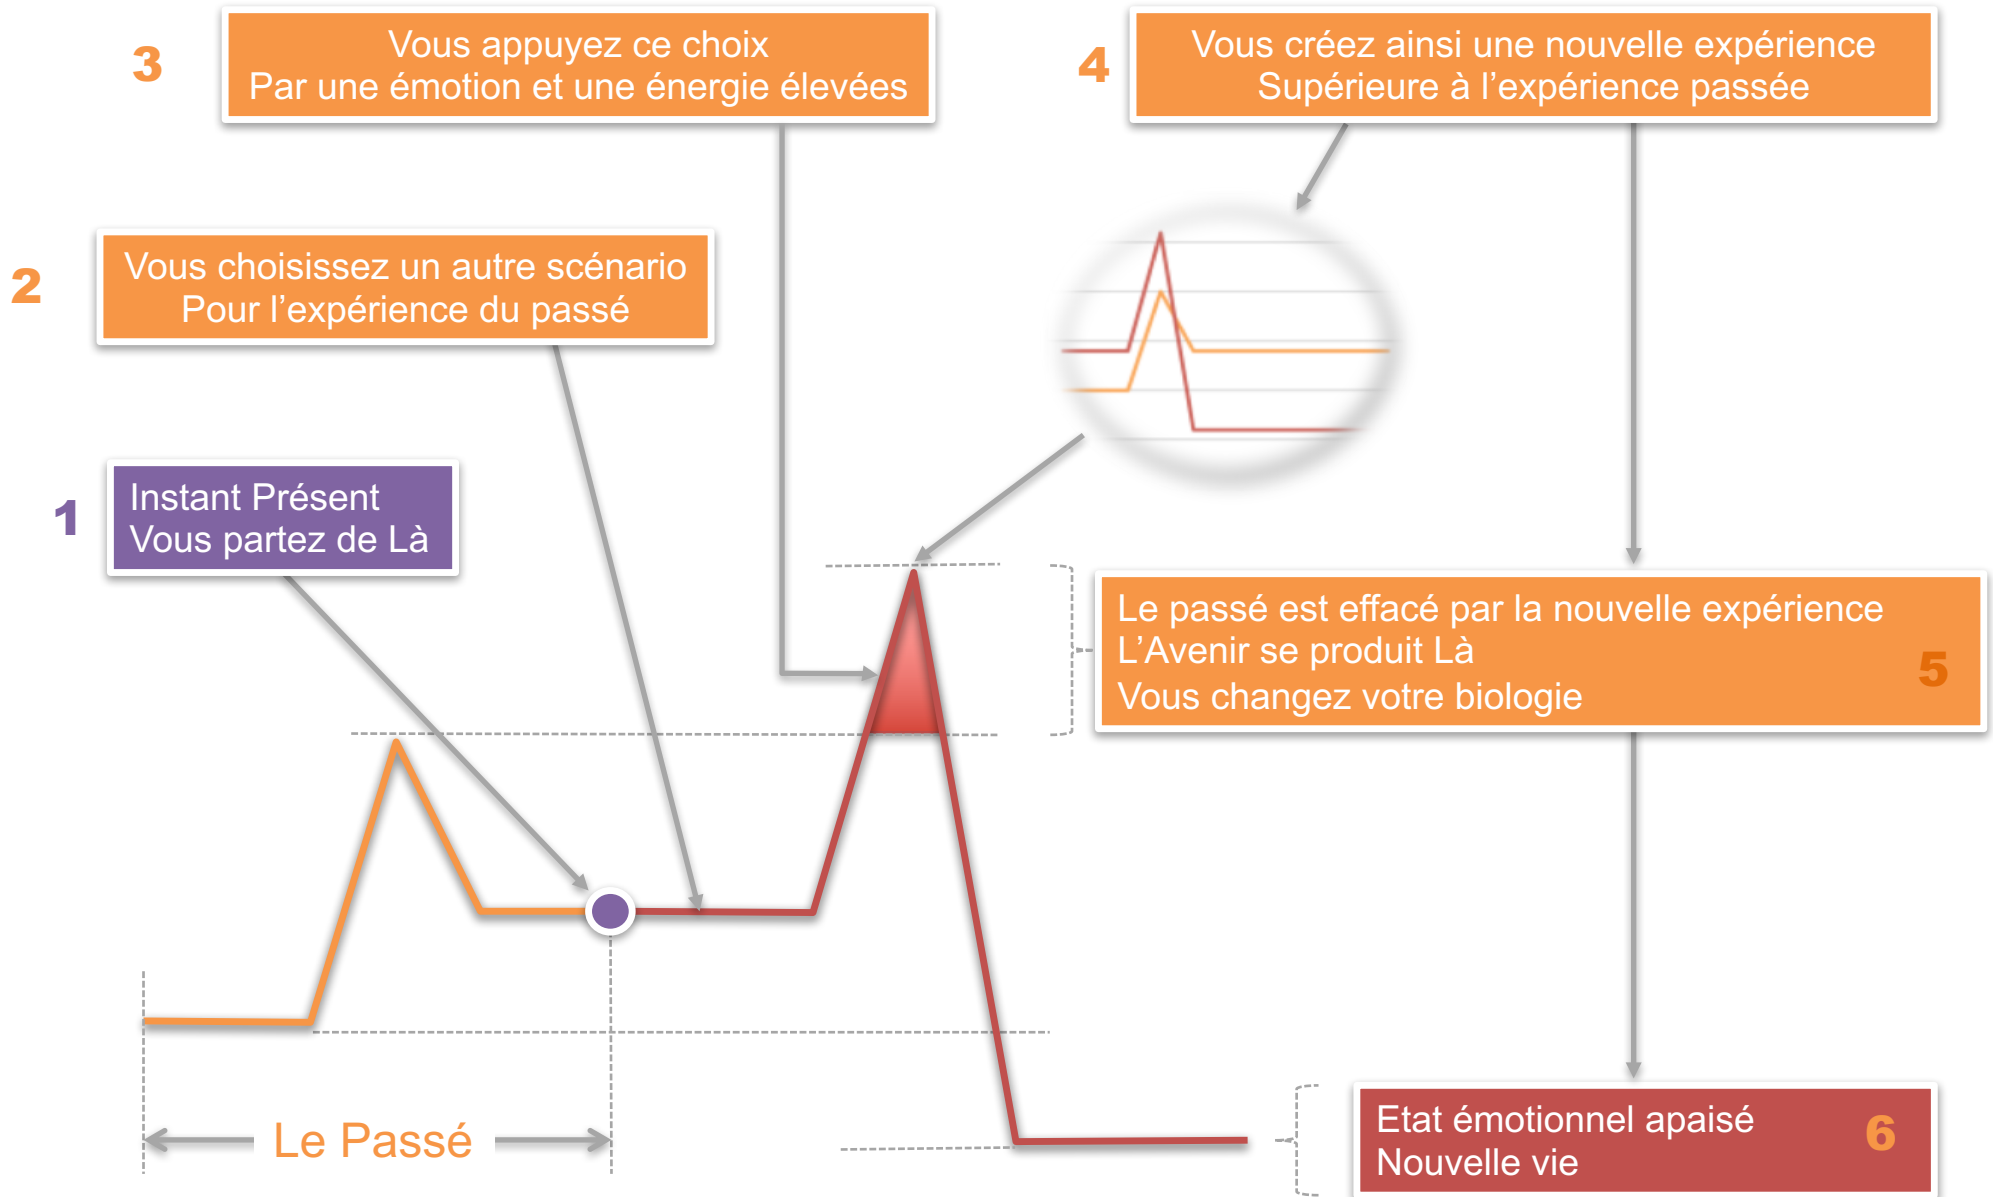 3
Vous appuyez ce choix
Par une émotion et une énergie élevées
4
Vous créez ainsi une nouvelle expérience
Supérieure à l’expérience passée
2
Vous choisissez un autre scénario
Pour l’expérience du passé
1
Instant Présent
Vous partez de Là
Le passé est effacé par la nouvelle expérience
L’Avenir se produit Là
Vous changez votre biologie
5
Le Passé
Etat émotionnel apaisé
Nouvelle vie
6